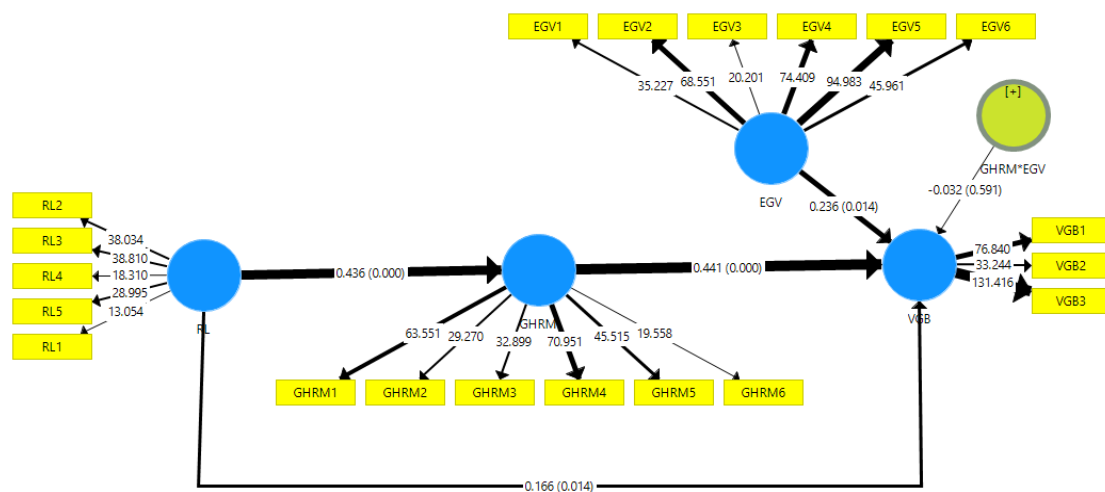 EGV1 EGV2 EGV3 EGV4 EGV5 EGV6
35.227 68.551 20.201 74.409 94.983 45.961
[+]
GHRM*EGV
EGV
-0.032 (0.591)
0.236 (0.014)
RL2
RL3
RL4
RL5
RL1
38.034
38.810
18.310
28.995
13.054
RL
0.436 (0.000)
GHRM
0.441 (0.000)
VGB
76.840
33.244
131.416
VGB1
VGB2
VGB3
63.551 29.270 32.899 70.951 45.515 19.558
GHRM1 GHRM2 GHRM3 GHRM4 GHRM5 GHRM6
0.166 (0.014)